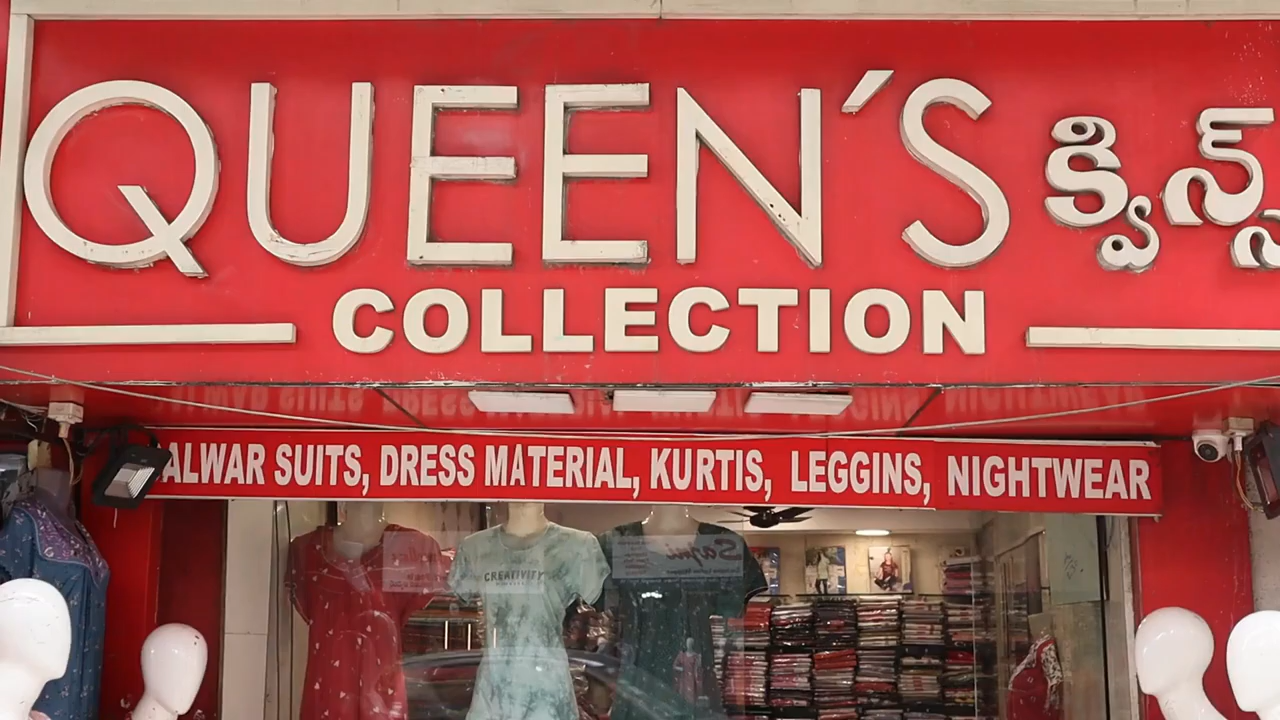 QUEEN'S క్వీన్స్
COLLECTION
ALWAR SUITS, DRESS MATERIAL, KURTIS, LEGGINS, NIGHTWEAR
CREATIVITY